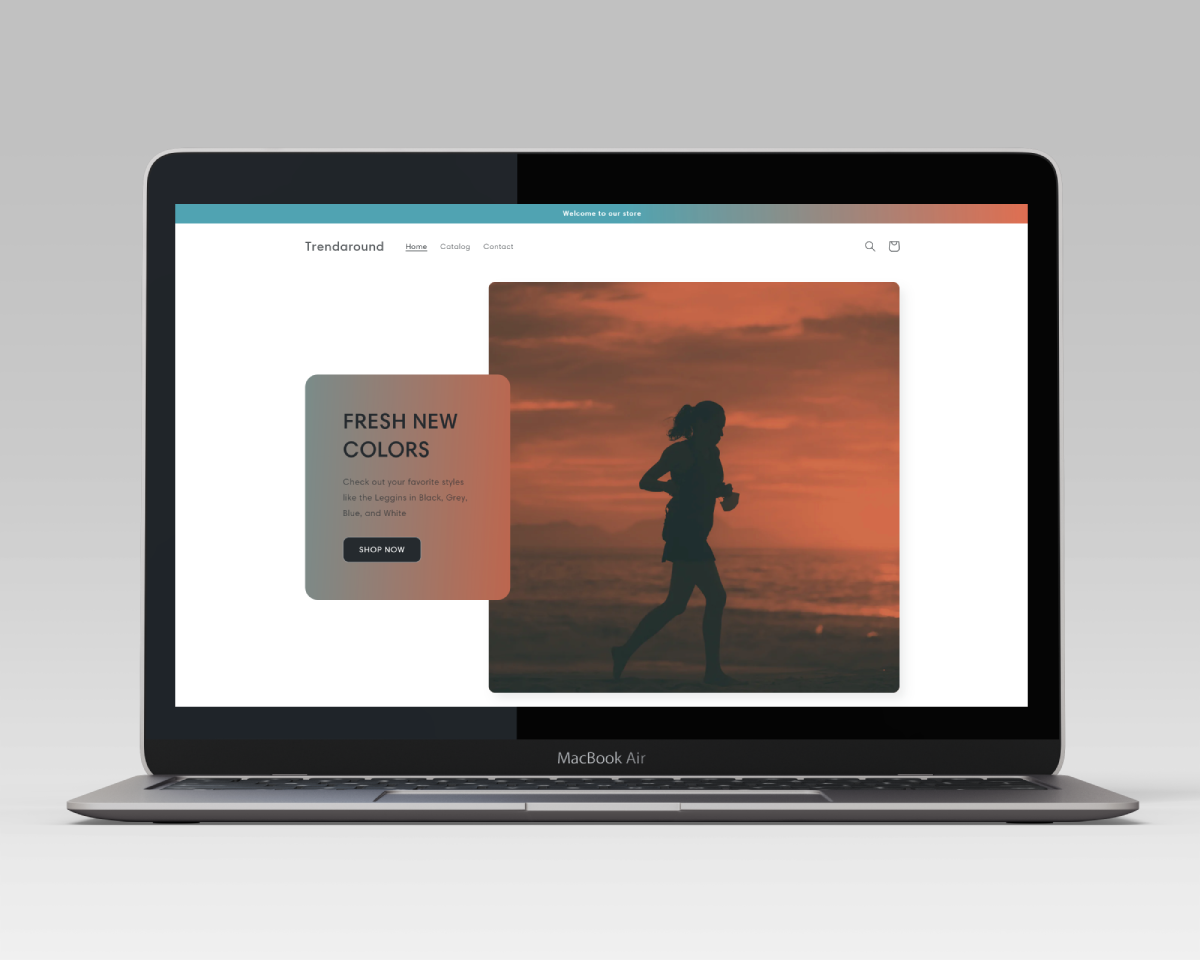 Welcome to our store
Trendaround Home Catalog Contact
FRESH NEW
COLORS
Check out your favorite styles
like the Leggins in Black, Grey,
Blue, and White
SHOP NOW
MacBook Air